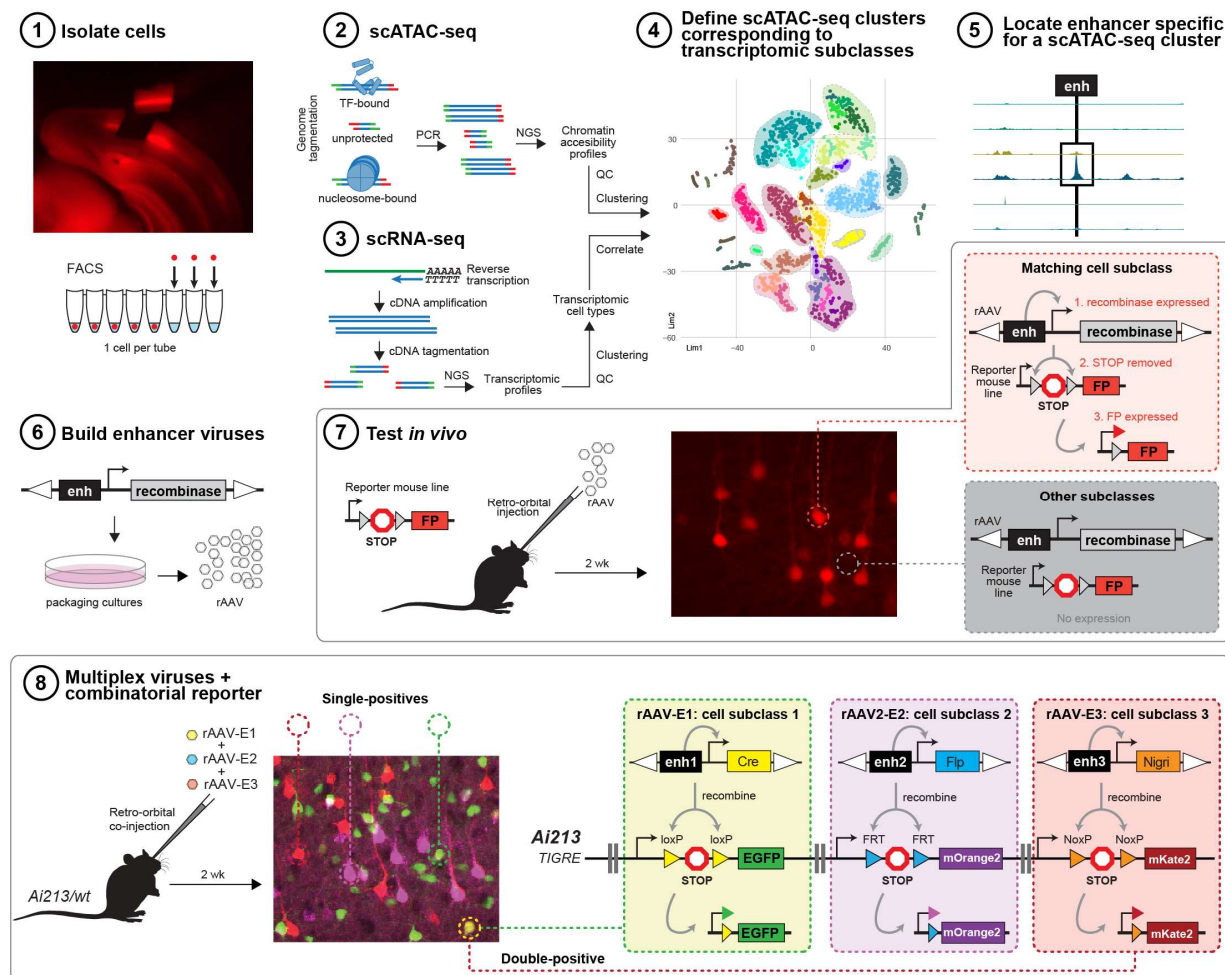 1 Isolate cells
FACS
1 cell per tube
2 scATAC-seq
Genome
tagmentation
TF-bound
unprotected
nucleosome-bound
PCR
NGS
Chromatin
accesibility
profiles
QC
Clustering
3 scRNA-seq
AAAAA
TTTTT
Reverse
transcription
cDNA amplification
cDNA tagmentation
NGS
Transcriptomic
profiles
QC
Clustering
Transcriptomic
cell types
Correlate
4 Define scATAC-seq clusters
corresponding to
transcriptomic subclasses
30
0
−30
−60
Lim2
Lim1
−40
0
40
5 Locate enhancer specific
for a scATAC-seq cluster
enh
Matching cell subclass
rAAV
1. recombinase expressed
enh
recombinase
Reporter
mouse
line
2. STOP removed
FP
STOP
3. FP expressed
FP
Other subclasses
rAAV
enh
recombinase
Reporter
mouse
line
FP
STOP
No expression
6 Build enhancer viruses
enh
recombinase
packaging cultures
rAAV
7 Test in vivo
Reporter mouse line
FP
STOP
Retro-orbital
injection
rAAV
2 wk
8 Multiplex viruses +
combinatorial reporter
rAAV-E1
+
rAAV-E2
+
rAAV-E3
Retro-orbital
co-injection
Ai213/wt
2 wk
Single-positives
Double-positive
Ai213
TIGRE
rAAV-E1: cell subclass 1
enh1
Cre
recombine
loxP
loxP
EGFP
STOP
EGFP
rAAV2-E2: cell subclass 2
enh2
Flp
recombine
FRT
FRT
mOrange2
STOP
mOrange2
rAAV-E3: cell subclass 3
enh3
Nigri
recombine
NoxP
NoxP
mKate2
STOP
mKate2